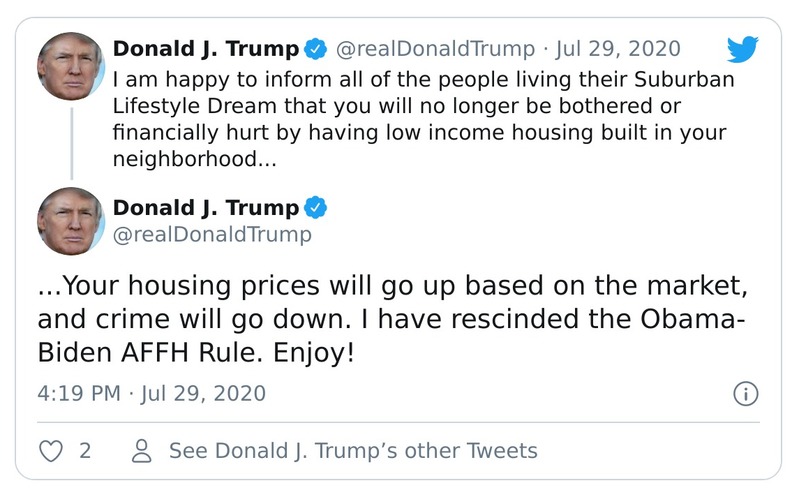 Donald J. Trump @realDonaldTrump · Jul 29, 2020
I am happy to inform all of the people living their Suburban
Lifestyle Dream that you will no longer be bothered or
financially hurt by having low income housing built in your
neighborhood...
Donald J. Trump
@realDonaldTrump
...Your housing prices will go up based on the market,
and crime will go down. I have rescinded the Obama-
Biden AFFH Rule. Enjoy!
4:19 PM · Jul 29, 2020
2 See Donald J. Trump’s other Tweets